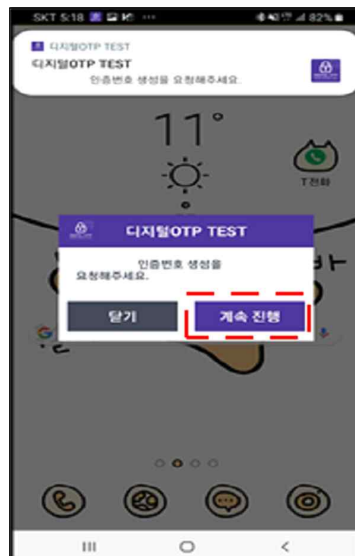 SKT 5:18
82%
디지털OTP TEST
디지털OTP TEST
인증번호 생성을 요청해주세요.
11°
T전화
디지털OTP TEST
인증번호 생성을
요청해주세요.
닫기
계속 진행